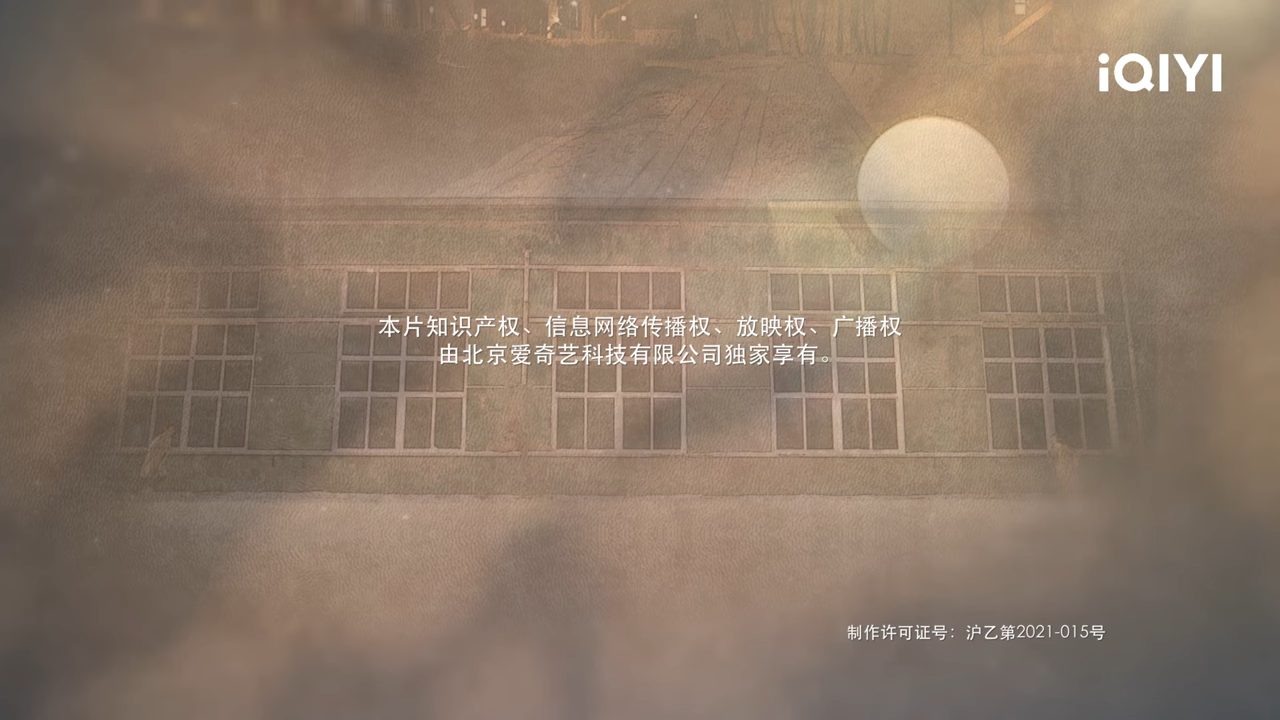 iQIYI
本片知识产权、信息网络传播权、放映权、广播权
由北京爱奇艺科技有限公司独家享有。
制作许可证号：沪乙第2021-015号